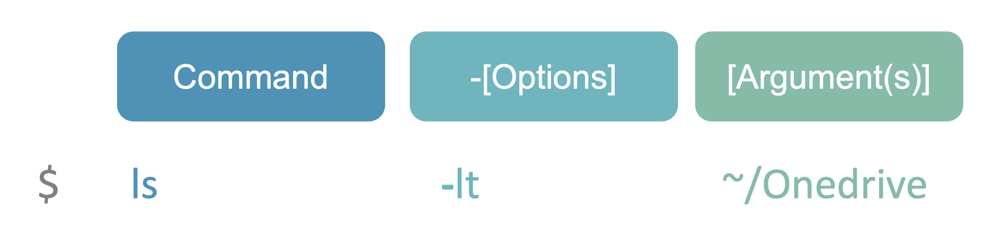 Command -[Options] [Argument(s)]
$ ls -lt ~/Onedrive